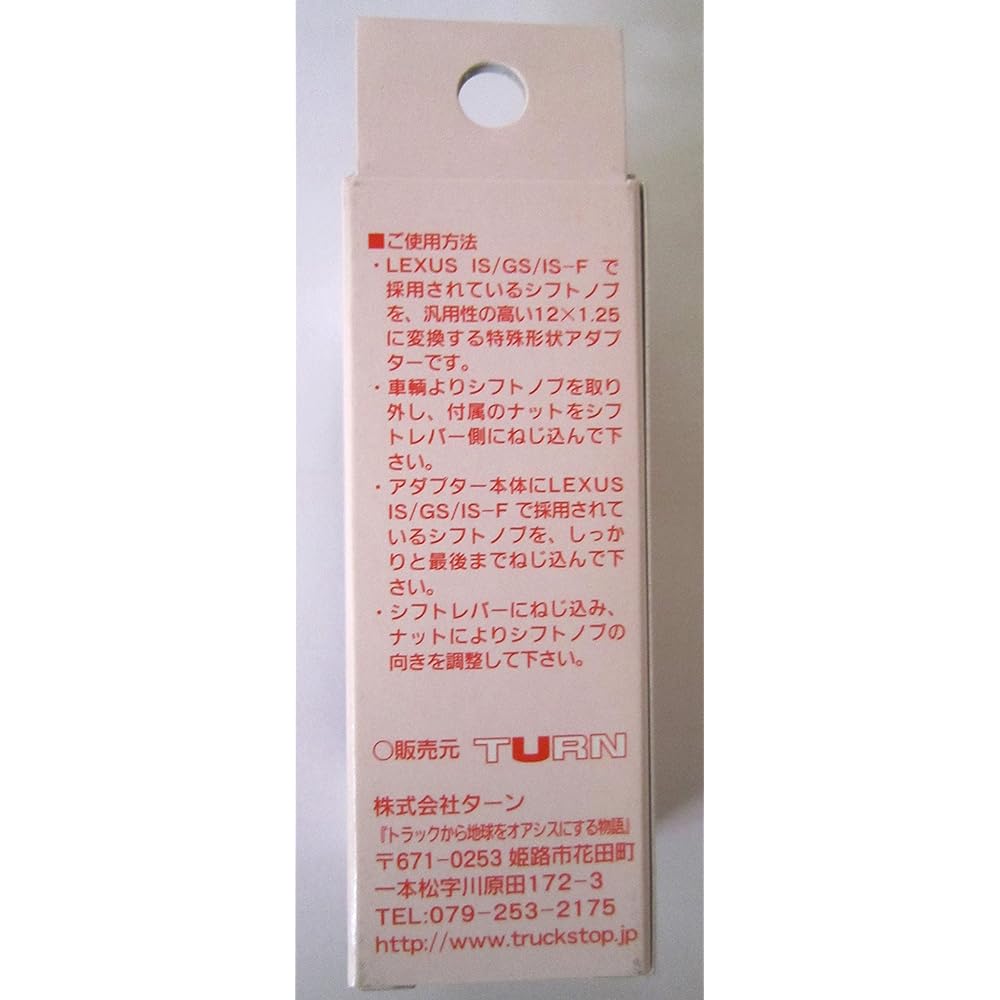 ■ご使用方法
・LEXUS IS/GS/IS-F で
採用されているシフトノブ
を、汎用性の高い12×1.25
に変換する特殊形状アダプ
ターです。
・車輌よりシフトノブを取り
外し、付属のナットをシフ
トレバー側にねじ込んで下
さい。
・アダプター本体にLEXUS
IS/GS/IS-F で採用されて
いるシフトノブを、しっか
りと最後までねじ込んで下
さい。
・シフトレバーにねじ込み、
ナットによりシフトノブの
向きを調整して下さい。
○販売元 TURN
株式会社ターン
『トラックから地球をオアシスにする物語』
〒671-0253 姫路市花田町
一本松字川原田172-3
TEL:079-253-2175
http://www.truckstop.jp